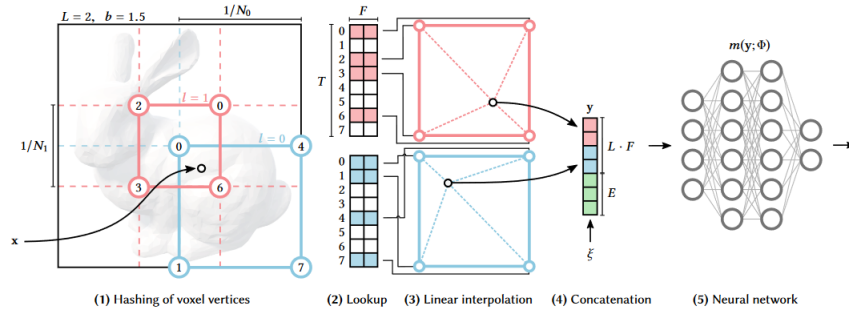 L = 2, b = 1.5
1/N₀
F
m(y; Φ)
2
l = 1
0
0
l = 0
4
1/N₁
3
6
x
1
7
T
0
1
2
3
4
5
6
7
0
1
2
3
4
5
6
7
y
L · F
E
ξ
(1) Hashing of voxel vertices
(2) Lookup
(3) Linear interpolation
(4) Concatenation
(5) Neural network